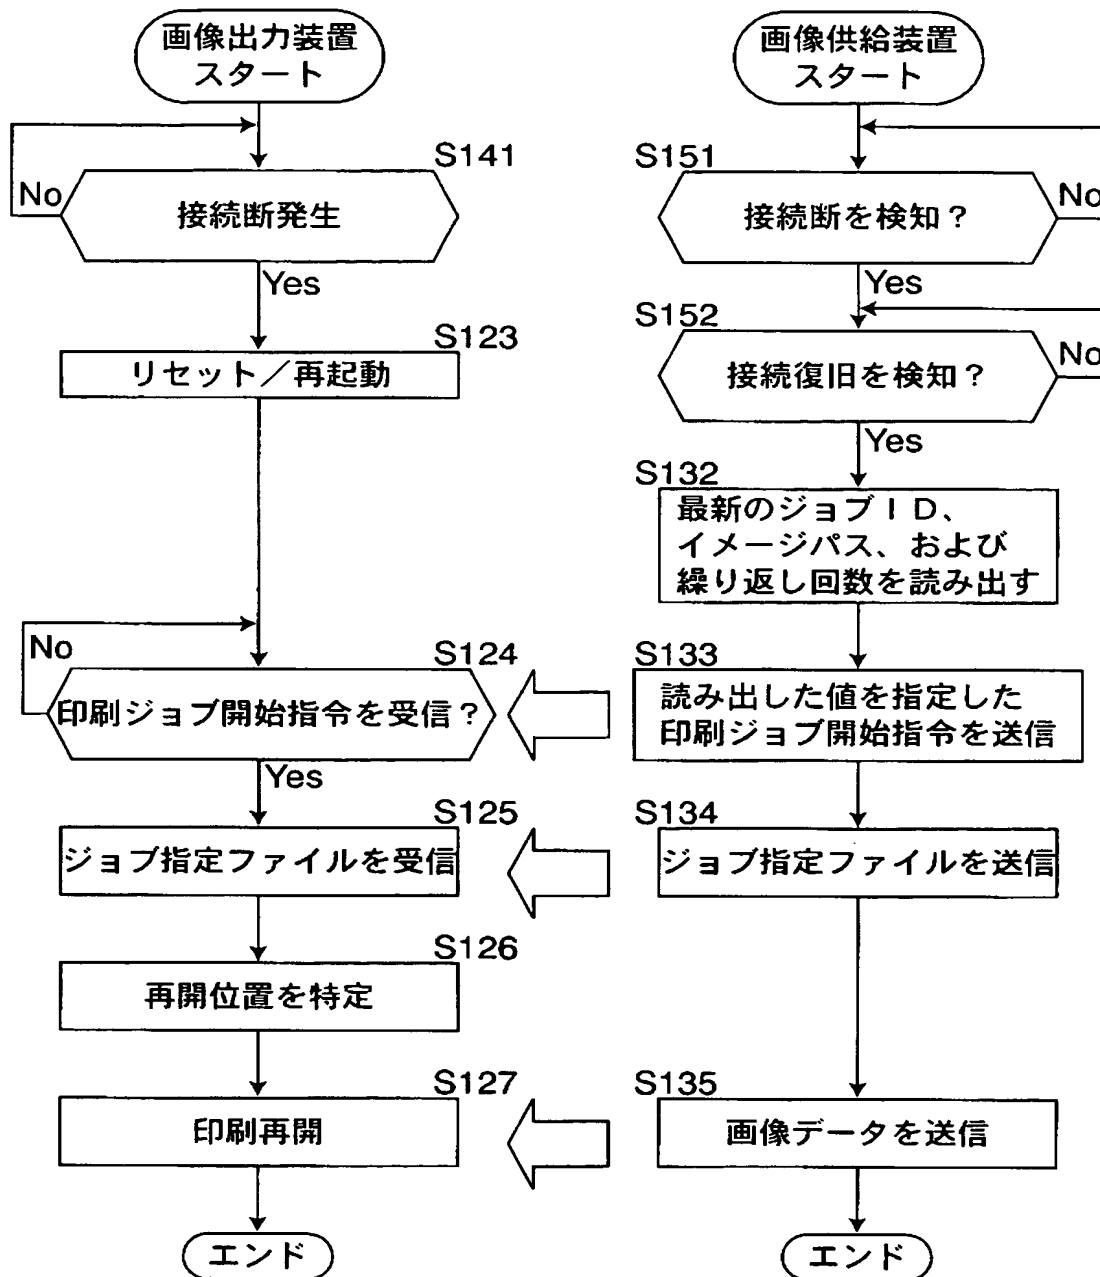 画像出力装置
スタート
S141
No
接続断発生
Yes
S123
リセット／再起動
No
S124
印刷ジョブ開始指令を受信？
Yes
S125
ジョブ指定ファイルを受信
S126
再開位置を特定
S127
印刷再開
エンド
画像供給装置
スタート
S151
接続断を検知？
No
Yes
S152
接続復旧を検知？
No
Yes
S132
最新のジョブＩＤ、
イメージパス、および
繰り返し回数を読み出す
S133
読み出した値を指定した
印刷ジョブ開始指令を送信
S134
ジョブ指定ファイルを送信
S135
画像データを送信
エンド